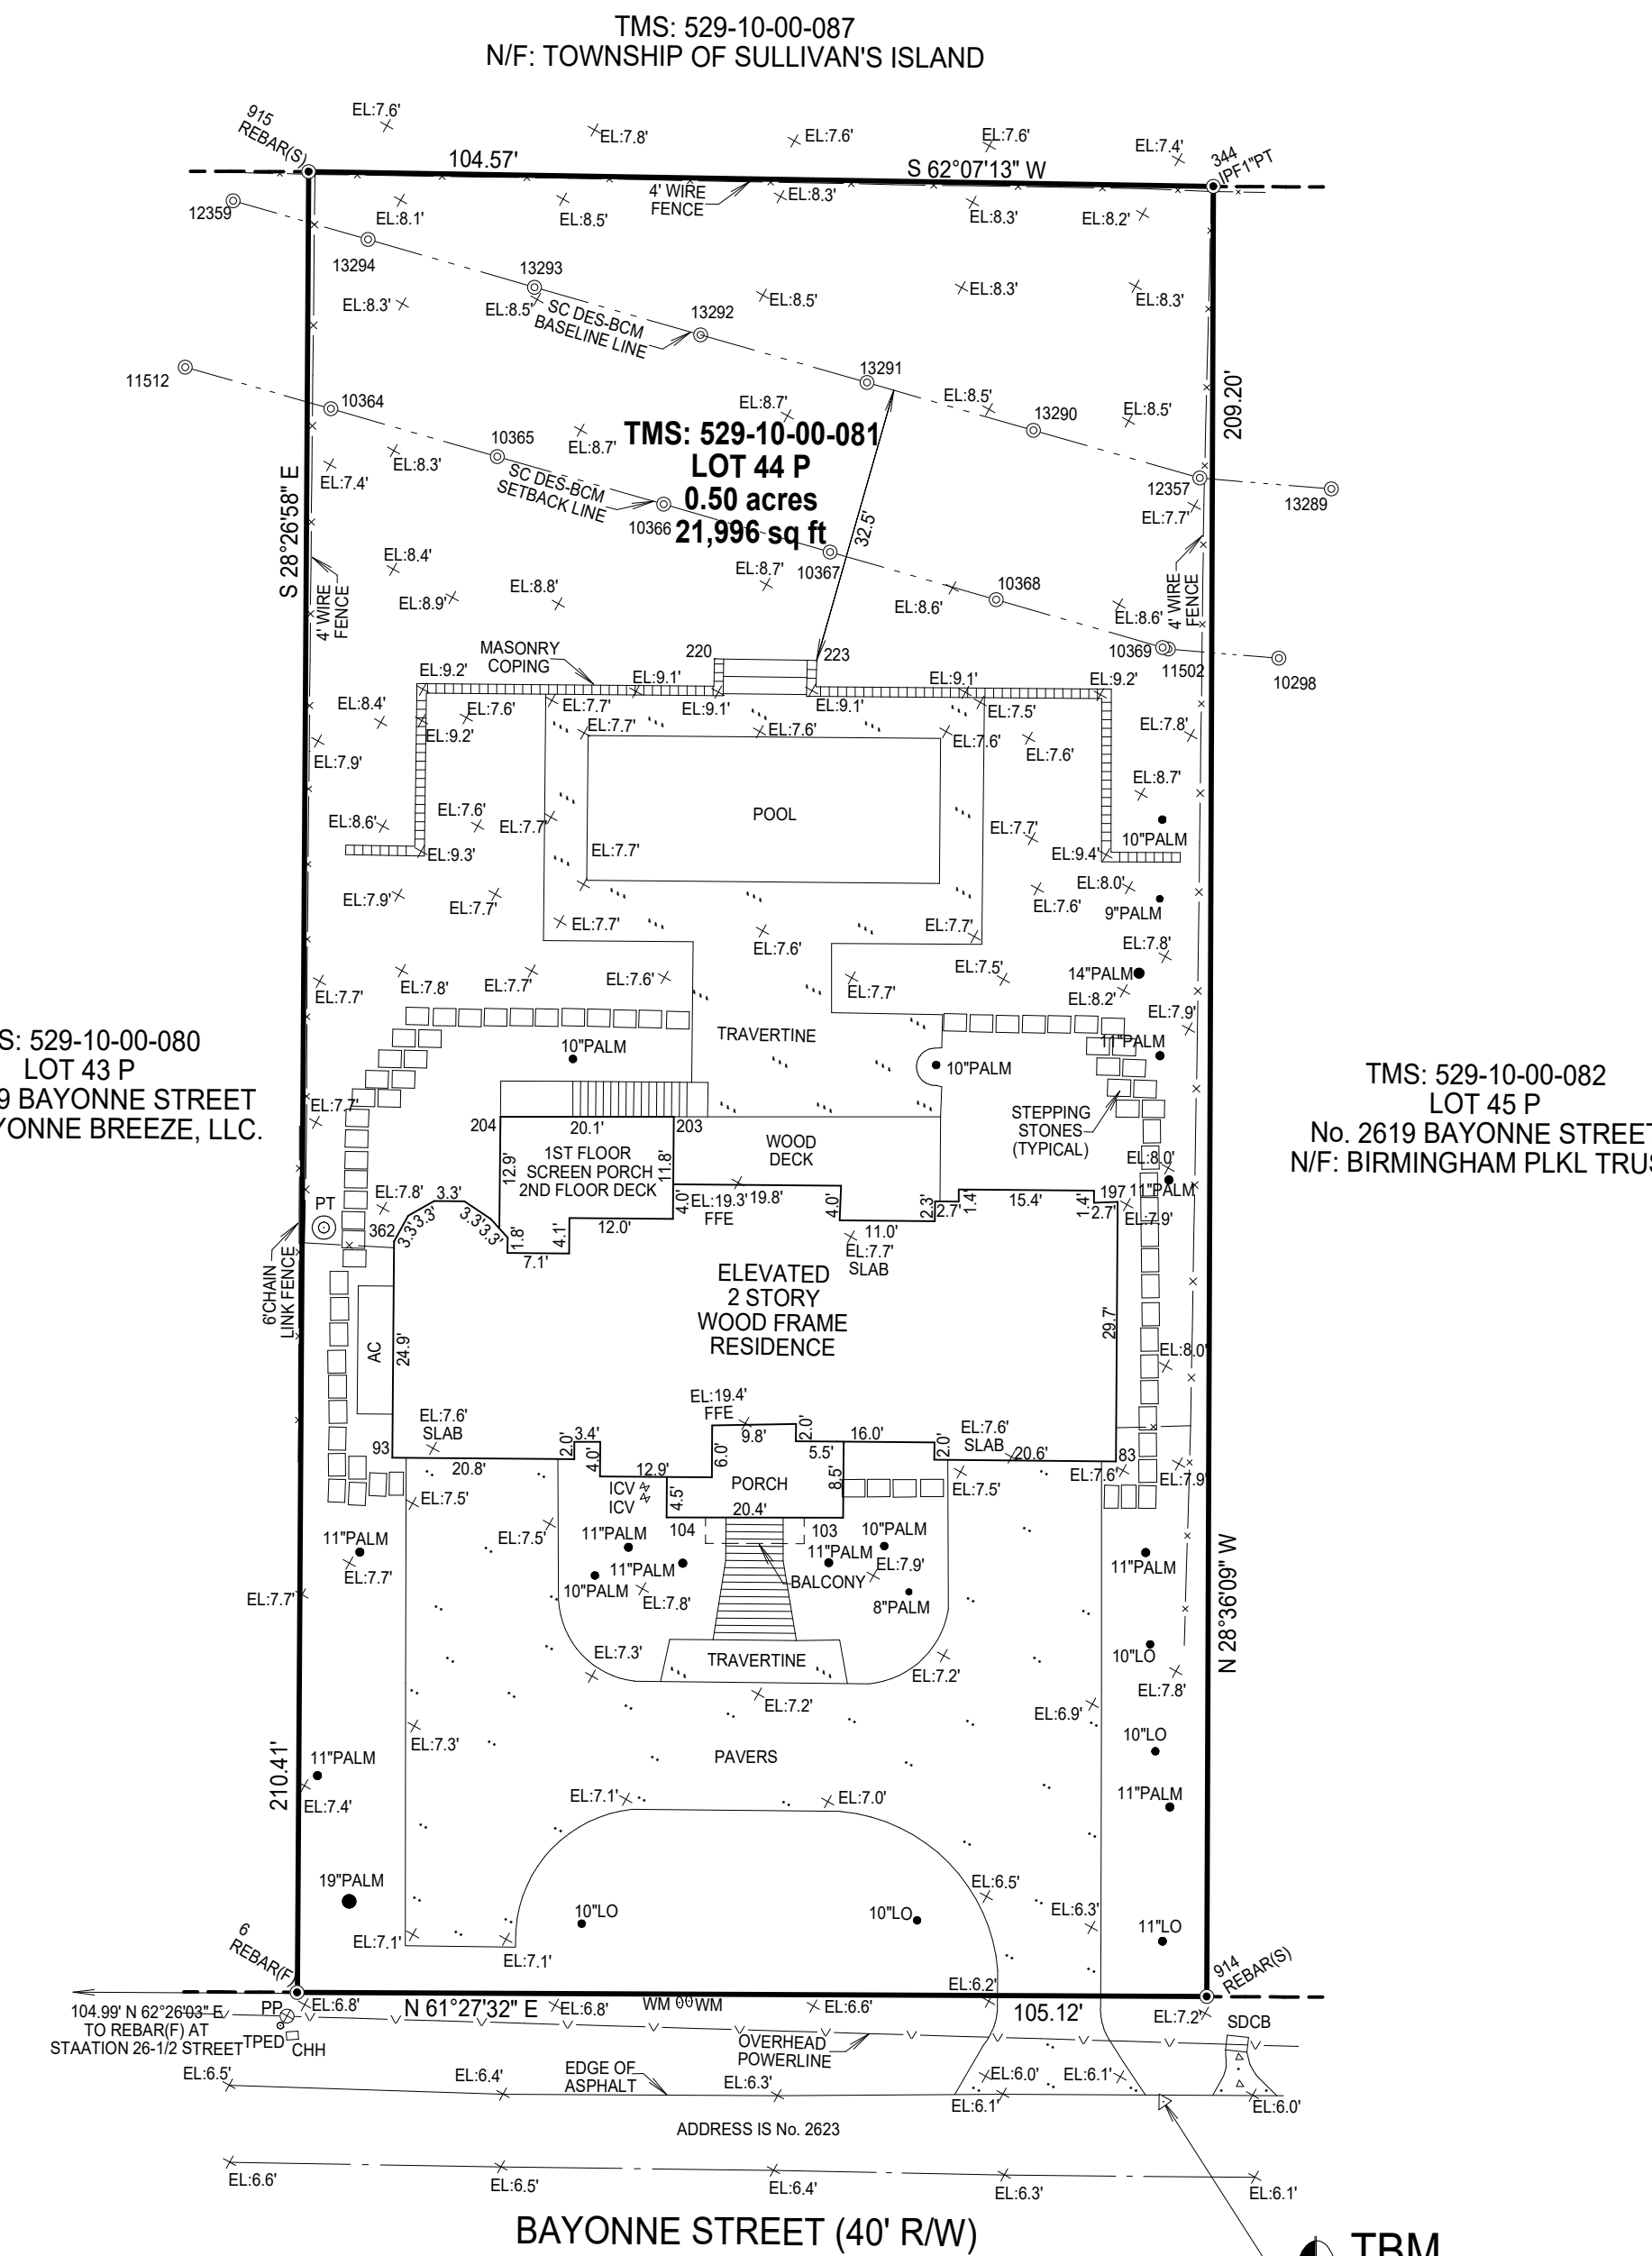 TMS: 529-10-00-087
N/F: TOWNSHIP OF SULLIVAN'S ISLAND
EL:7.6'
EL:7.8'
EL:7.6'
EL:7.6'
EL:7.4'
915
REBAR(S)
104.57'
S 62°07'13" W
344
IPF1"PT
4' WIRE
FENCE
EL:8.3'
12359
EL:8.1'
EL:8.5'
EL:8.3'
EL:8.2'
13294
13293
EL:8.3'
EL:8.5'
SC DES-BCM
BASELINE LINE
13292
EL:8.5'
EL:8.3'
EL:8.3'
11512
10364
13291
EL:8.7'
EL:8.5'
13290
EL:8.5'
209.20'
10365
EL:8.7'
TMS: 529-10-00-081
LOT 44 P
0.50 acres
21,996 sq ft
EL:8.3'
EL:7.4'
S 28°26'58" E
SC DES-BCM
SETBACK LINE
10366
32.5'
12357
13289
EL:7.7'
EL:8.4'
EL:8.9'
EL:8.8'
EL:8.7'
10367
10368
EL:8.6'
EL:8.6'
4' WIRE
FENCE
4' WIRE
FENCE
MASONRY
COPING
220
223
10369
11502
10298
EL:9.2'
EL:9.1'
EL:9.1'
EL:9.1'
EL:9.1'
EL:9.2'
EL:8.4'
EL:7.6'
EL:7.7'
EL:7.7'
EL:7.6'
EL:7.5'
EL:7.6'
EL:7.6'
EL:7.8'
EL:9.2'
EL:7.9'
EL:8.7'
EL:8.6'
EL:7.6'
EL:7.7'
POOL
EL:7.7'
10"PALM
EL:9.3'
EL:7.7'
EL:9.4'
EL:7.9'
EL:7.7'
EL:8.0'
EL:7.6'
9"PALM
EL:7.7'
EL:7.6'
EL:7.7'
EL:7.8'
EL:7.7'
EL:7.8'
EL:7.7'
EL:7.6'
EL:7.7'
EL:7.5'
14"PALM
EL:8.2'
EL:7.9'
S: 529-10-00-080
LOT 43 P
9 BAYONNE STREET
YONNE BREEZE, LLC.
10"PALM
TRAVERTINE
10"PALM
11"PALM
TMS: 529-10-00-082
LOT 45 P
No. 2619 BAYONNE STREET
N/F: BIRMINGHAM PLKL TRUS
EL:7.7'
STEPPING
STONES
(TYPICAL)
204
20.1'
203
1ST FLOOR
SCREEN PORCH
2ND FLOOR DECK
12.9'
11.8'
WOOD
DECK
EL:8.0'
11"PALM
PT
EL:7.8'
362
3.3'
3.3'
3.3'
3.3'
3.3'
1.8'
7.1'
4.1'
12.0'
4.0'
EL:19.3'
FFE
19.8'
4.0'
11.0'
2.3'
2.7'
1.4'
15.4'
1.4'
2.7'
197
EL:7.9'
EL:7.7'
SLAB
6'CHAIN
LINK FENCE
ELEVATED
2 STORY
WOOD FRAME
RESIDENCE
AC
24.9'
29.7'
EL:8.0'
EL:7.6'
SLAB
EL:19.4'
FFE
EL:7.6'
SLAB
93
20.8'
2.0'
3.4'
4.0'
12.9'
6.0'
9.8'
2.0'
5.5'
16.0'
2.0'
20.6'
83
EL:7.6'
EL:7.9'
EL:7.5'
ICV
ICV
4.5'
PORCH
20.4'
8.5'
EL:7.5'
EL:7.5'
11"PALM
104
103
10"PALM
11"PALM
EL:7.7'
11"PALM
10"PALM
11"PALM
EL:7.9'
11"PALM
EL:7.7'
EL:7.8'
BALCONY
8"PALM
10"LO
EL:7.3'
TRAVERTINE
EL:7.2'
EL:7.8'
N 28°36'09" W
EL:7.2'
EL:6.9'
EL:7.3'
PAVERS
10"LO
210.41'
11"PALM
EL:7.4'
EL:7.1'
EL:7.0'
11"PALM
19"PALM
EL:6.5'
EL:6.3'
10"LO
10"LO
11"LO
EL:7.1'
EL:7.1'
6
REBAR(F)
914
REBAR(S)
EL:6.2'
104.99' N 62°26'03" E
TO REBAR(F) AT
STAATION 26-1/2 STREET
PP
EL:6.8'
N 61°27'32" E
EL:6.8'
WM
WM
EL:6.6'
105.12'
EL:7.2'
SDCB
TPED
CHH
OVERHEAD
POWERLINE
EL:6.5'
EL:6.4'
EDGE OF
ASPHALT
EL:6.3'
EL:6.0'
EL:6.1'
EL:6.1'
EL:6.0'
ADDRESS IS No. 2623
EL:6.6'
EL:6.5'
EL:6.4'
EL:6.3'
EL:6.1'
BAYONNE STREET (40' R/W)
TBM